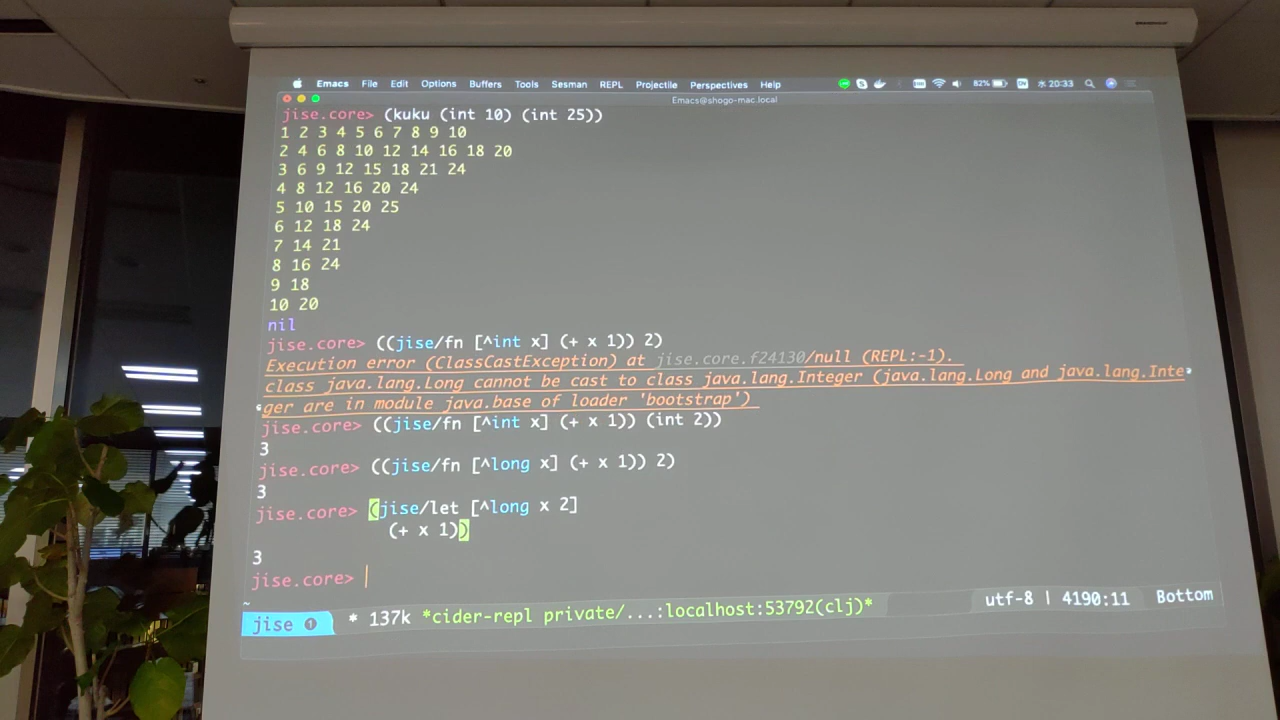 Emacs File Edit Options Buffers Tools Sesman REPL Projectile Perspectives Help 82% 水 20:33
Emacs@shogo-mac.local
jise.core> (kuku (int 10) (int 25))
1 2 3 4 5 6 7 8 9 10
2 4 6 8 10 12 14 16 18 20
3 6 9 12 15 18 21 24
4 8 12 16 20 24
5 10 15 20 25
6 12 18 24
7 14 21
8 16 24
9 18
10 20
nil
jise.core> ((jise/fn [^int x] (+ x 1)) 2)
Execution error (ClassCastException) at jise.core.f24130/null (REPL:-1).
class java.lang.Long cannot be cast to class java.lang.Integer (java.lang.Long and java.lang.Inte
ger are in module java.base of loader 'bootstrap')
jise.core> ((jise/fn [^int x] (+ x 1)) (int 2))
3
jise.core> ((jise/fn [^long x] (+ x 1)) 2)
3
jise.core> (jise/let [^long x 2]
(+ x 1))
3
jise.core>
~
jise 1 * 137k *cider-repl private/...:localhost:53792(clj)* utf-8 | 4190:11 Bottom